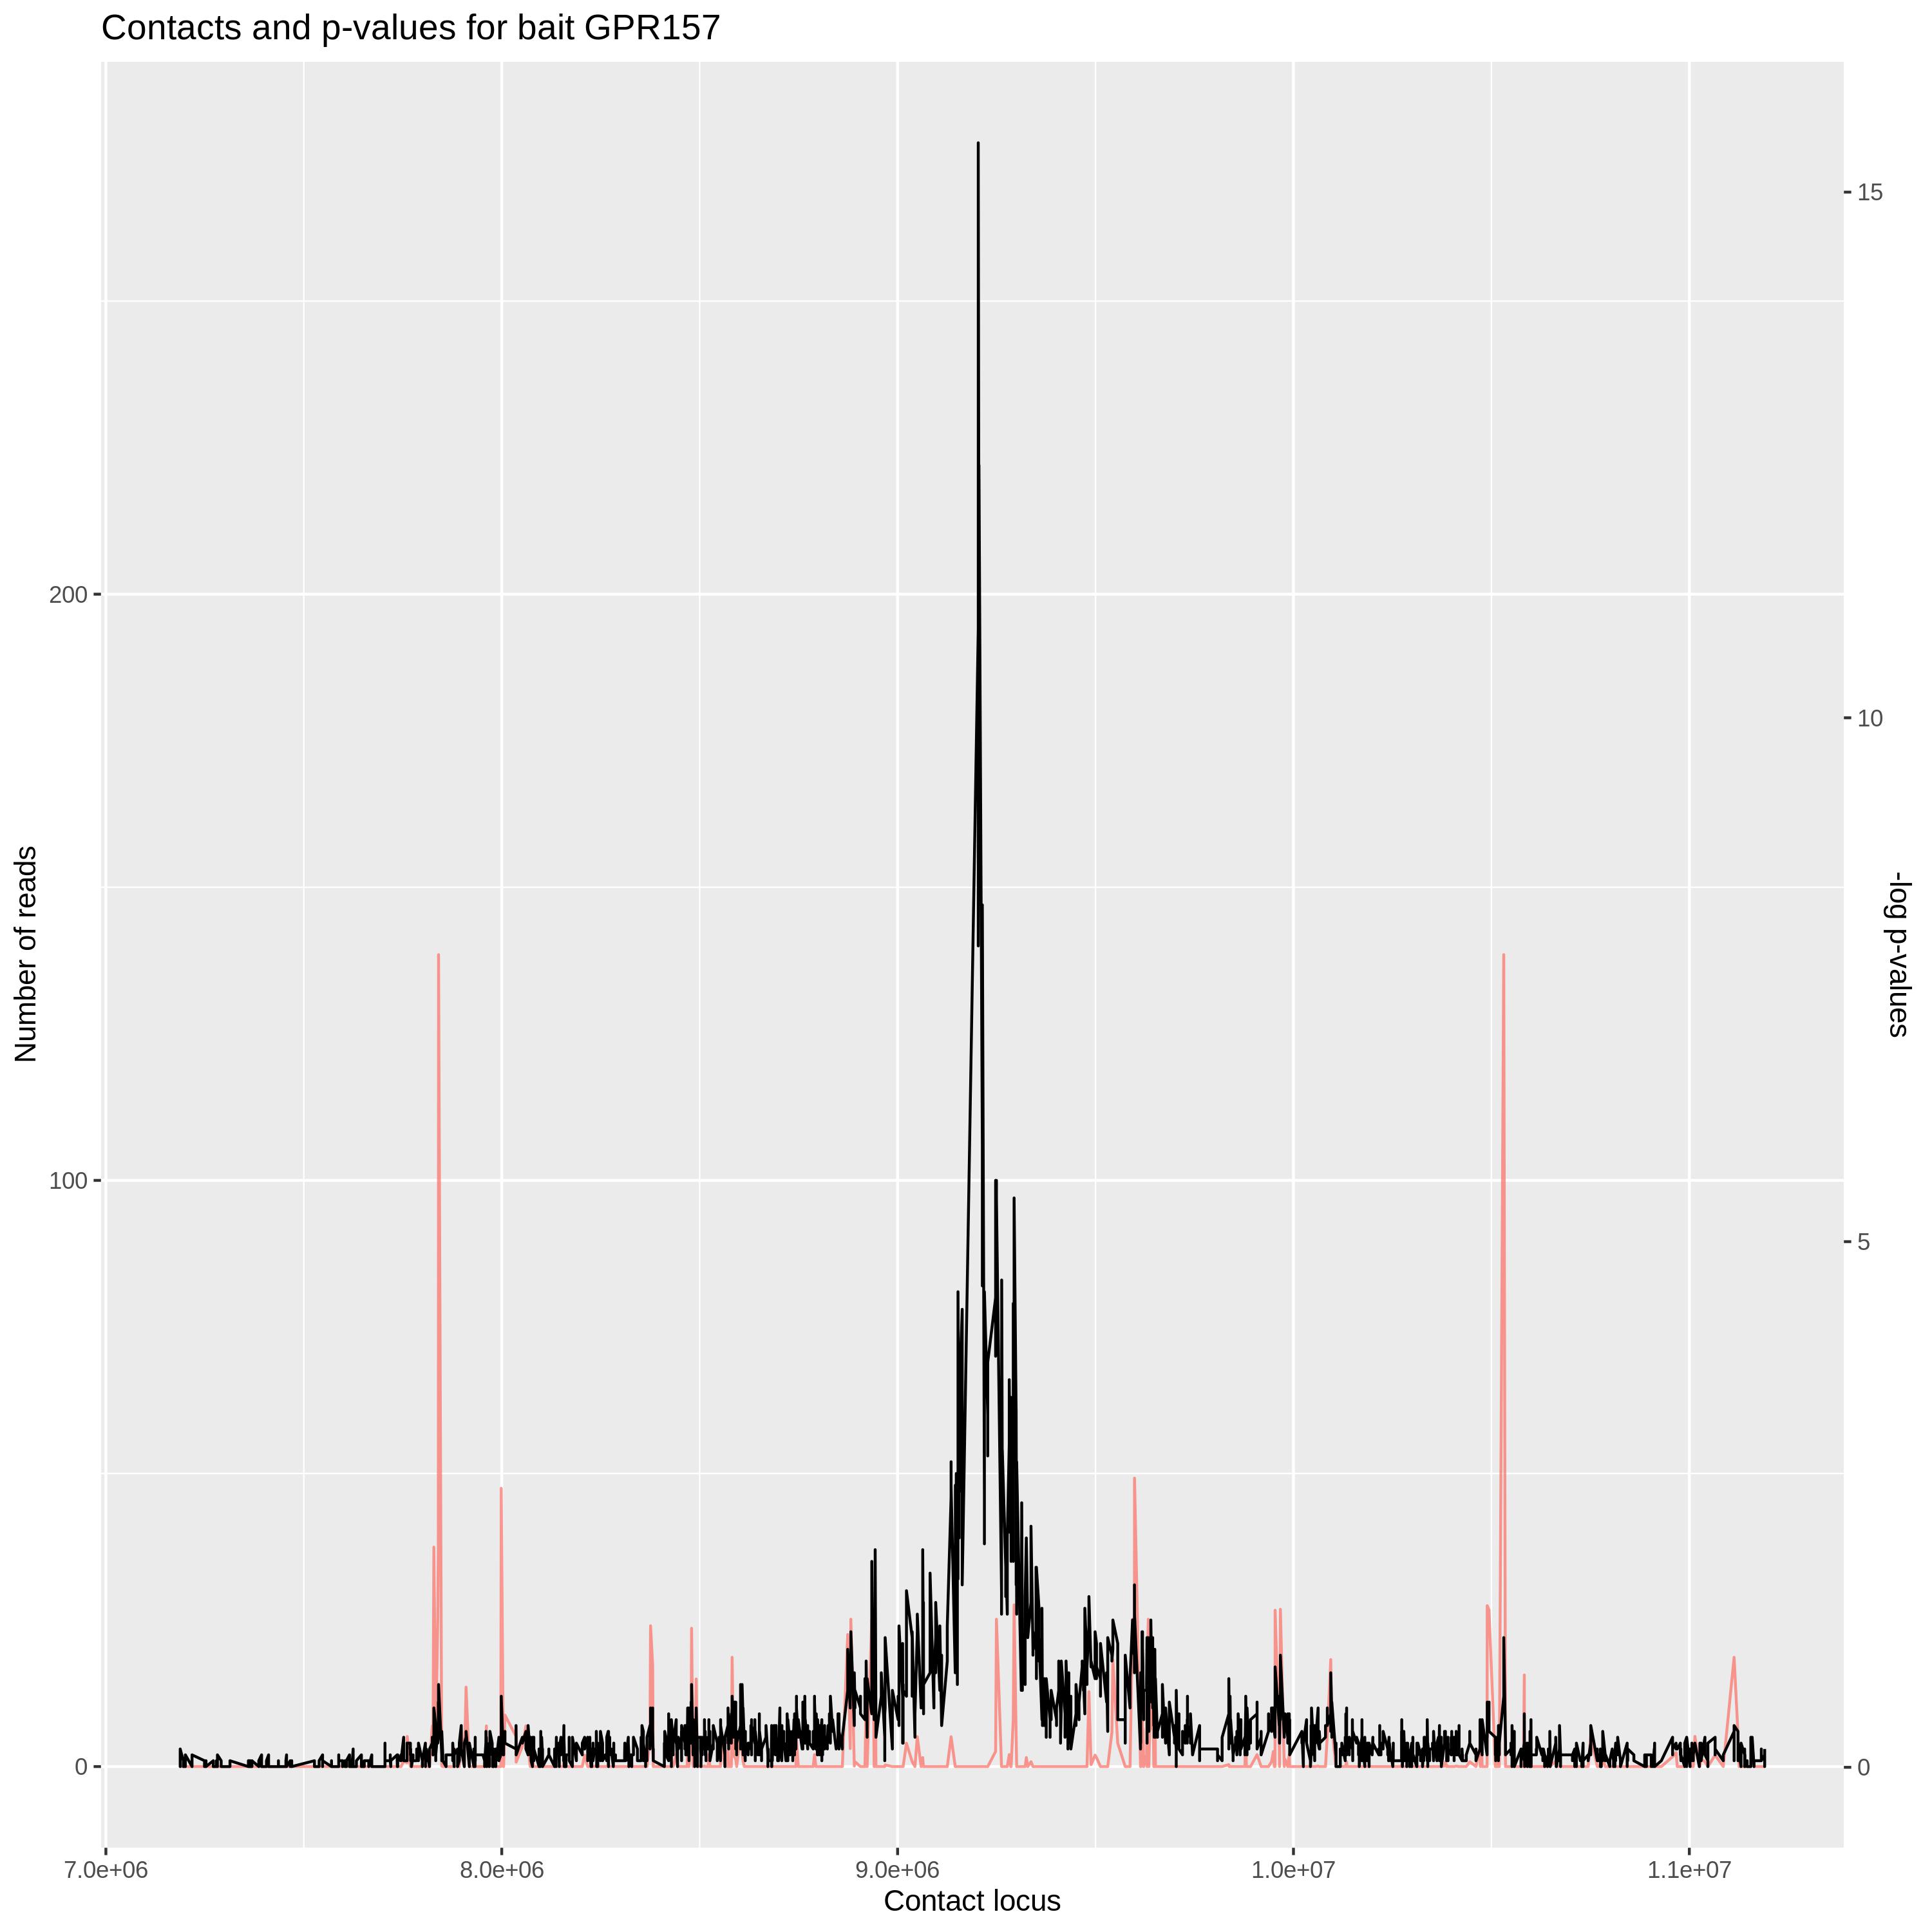 Contacts and p-values for bait GPR157
Number of reads
200
100
0
15
10
5
0
-log p-values
7.0e+06
8.0e+06
9.0e+06
1.0e+07
1.1e+07
Contact locus